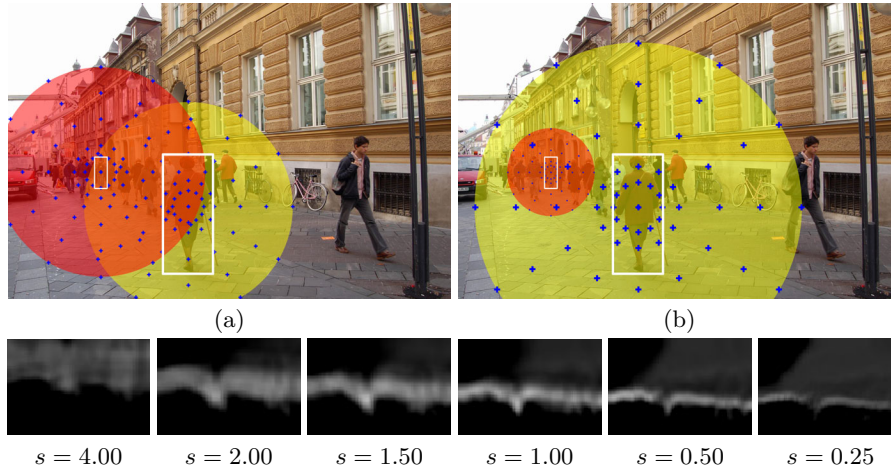 (a)
(b)
s = 4.00
s = 2.00
s = 1.50
s = 1.00
s = 0.50
s = 0.25